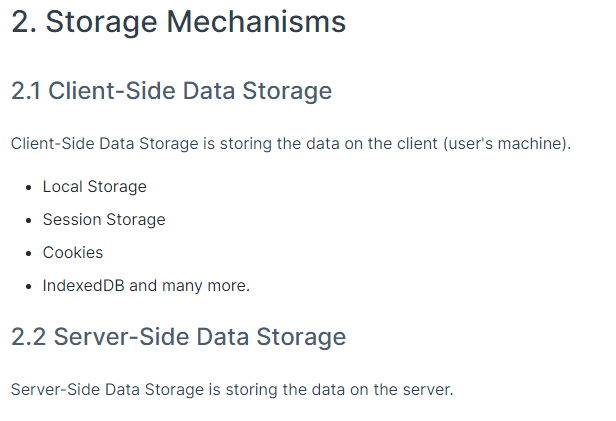 2. Storage Mechanisms
2.1 Client-Side Data Storage
Client-Side Data Storage is storing the data on the client (user's machine).
• Local Storage
• Session Storage
• Cookies
• IndexedDB and many more.
2.2 Server-Side Data Storage
Server-Side Data Storage is storing the data on the server.